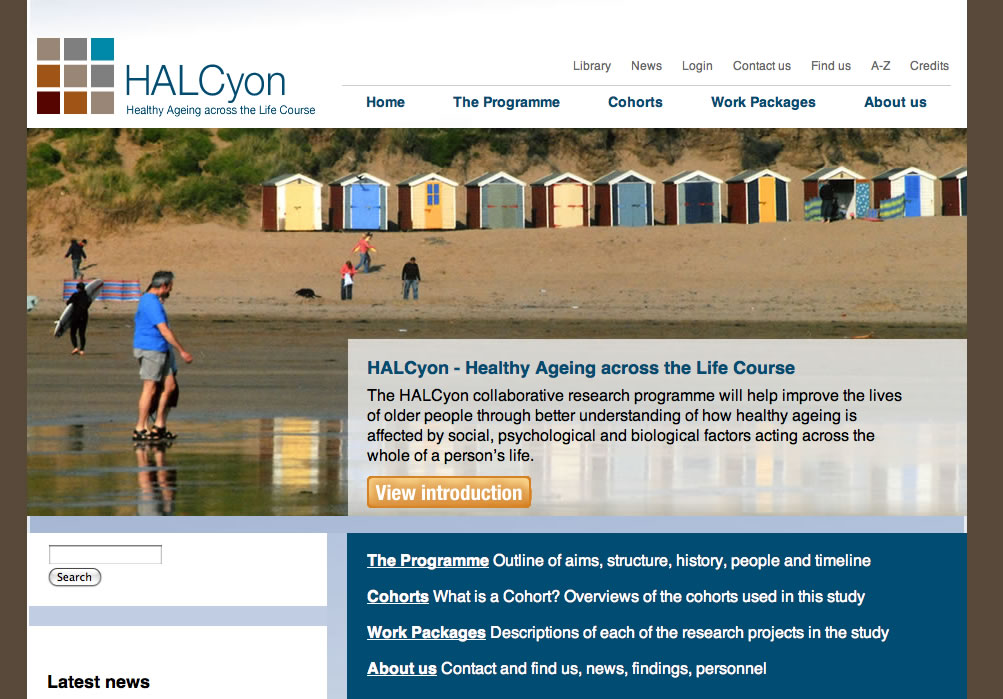 HALCyon
Healthy Ageing across the Life Course
Library News Login Contact us Find us A-Z Credits
Home The Programme Cohorts Work Packages About us
HALCyon - Healthy Ageing across the Life Course
The HALCyon collaborative research programme will help improve the lives
of older people through better understanding of how healthy ageing is
affected by social, psychological and biological factors acting across the
whole of a person's life.
View introduction
Search
The Programme Outline of aims, structure, history, people and timeline
Cohorts What is a Cohort? Overviews of the cohorts used in this study
Work Packages Descriptions of each of the research projects in the study
About us Contact and find us, news, findings, personnel
Latest news